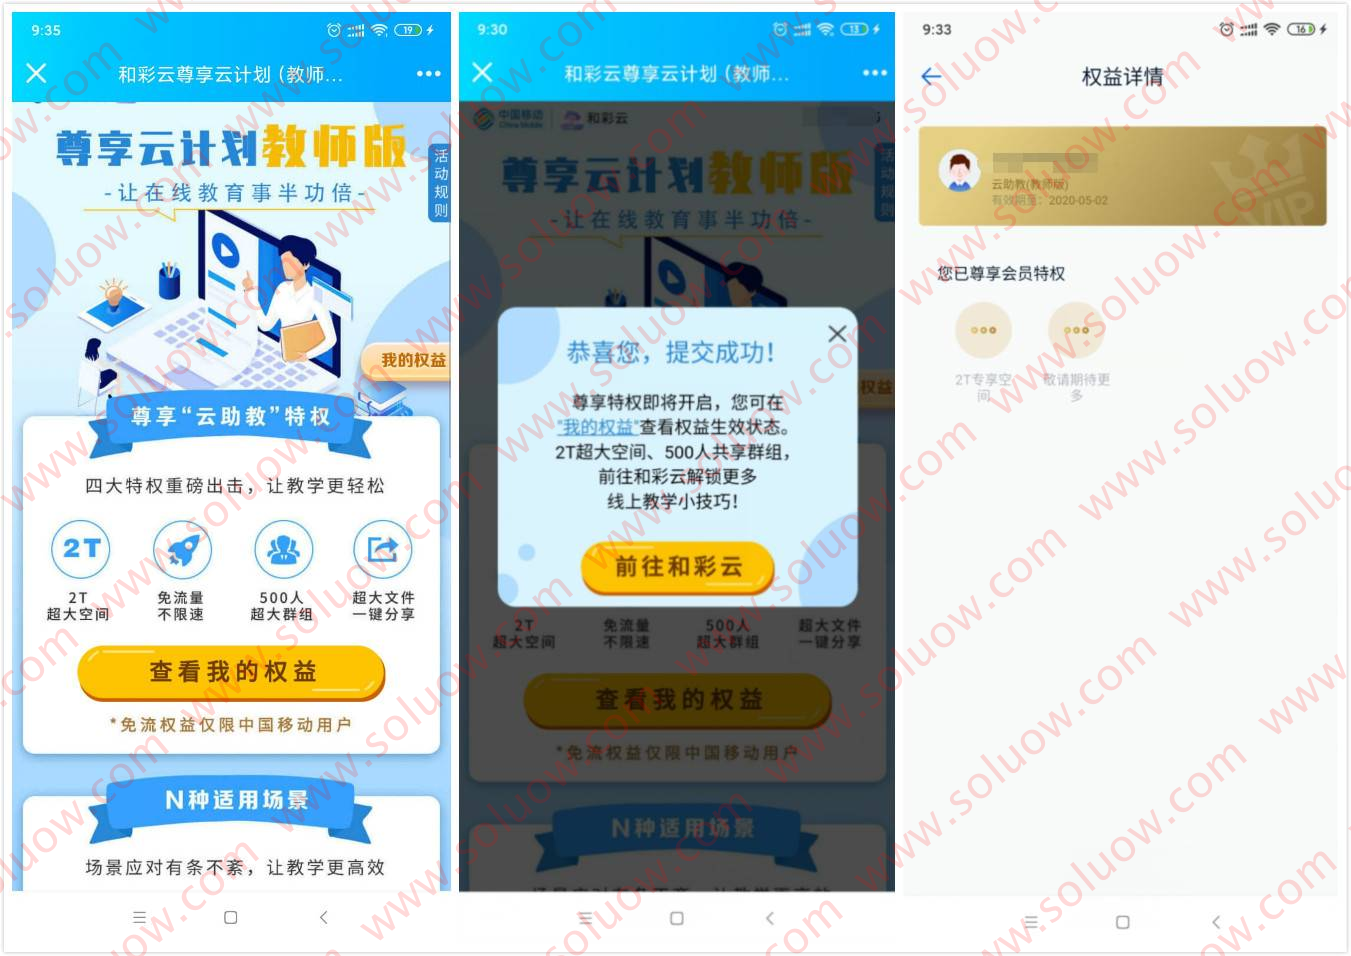 9:35
19
和彩云尊享云计划（教师...
尊享云计划教师版
-让在线教育事半功倍-
活动规则
我的权益
尊享“云助教”特权
四大特权重磅出击，让教学更轻松
2T
2T
超大空间
免流量
不限速
500人
超大群组
超大文件
一键分享
查看我的权益
*免流权益仅限中国移动用户
N种适用场景
场景应对有条不紊，让教学更高效
9:30
13
和彩云尊享云计划（教师...
中国移动
China Mobile
和彩云
5
尊享云计划教师版
-让在线教育事半功倍-
活动规则
权益
恭喜您，提交成功！
尊享特权即将开启，您可在
“我的权益”查看权益生效状态。
2T超大空间、500人共享群组，
前往和彩云解锁更多
线上教学小技巧！
前往和彩云
2T
超大空间
免流量
不限速
500人
超大群组
超大文件
一键分享
查看我的权益
*免流权益仅限中国移动用户
N种适用场景
9:33
16
权益详情
云助教(教师版)
有效期至：2020-05-02
VIP
您已尊享会员特权
2T专享空
间
敬请期待更
多
www.soluow.com